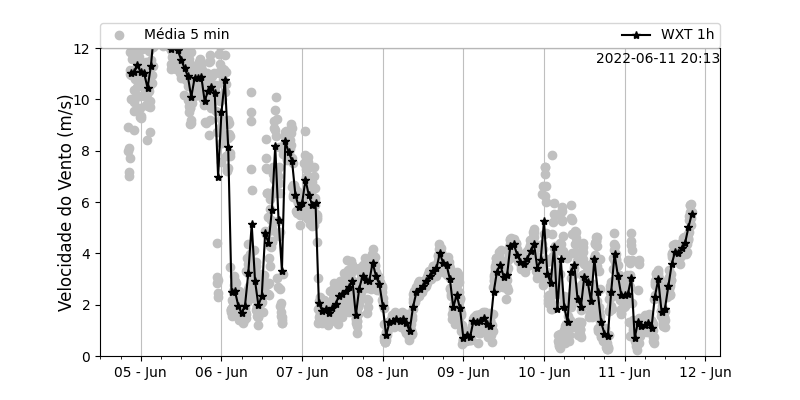 Média 5 min
WXT 1h
2022-06-11 20:13
Velocidade do Vento (m/s)
12
10
8
6
4
2
0
05 - Jun
06 - Jun
07 - Jun
08 - Jun
09 - Jun
10 - Jun
11 - Jun
12 - Jun